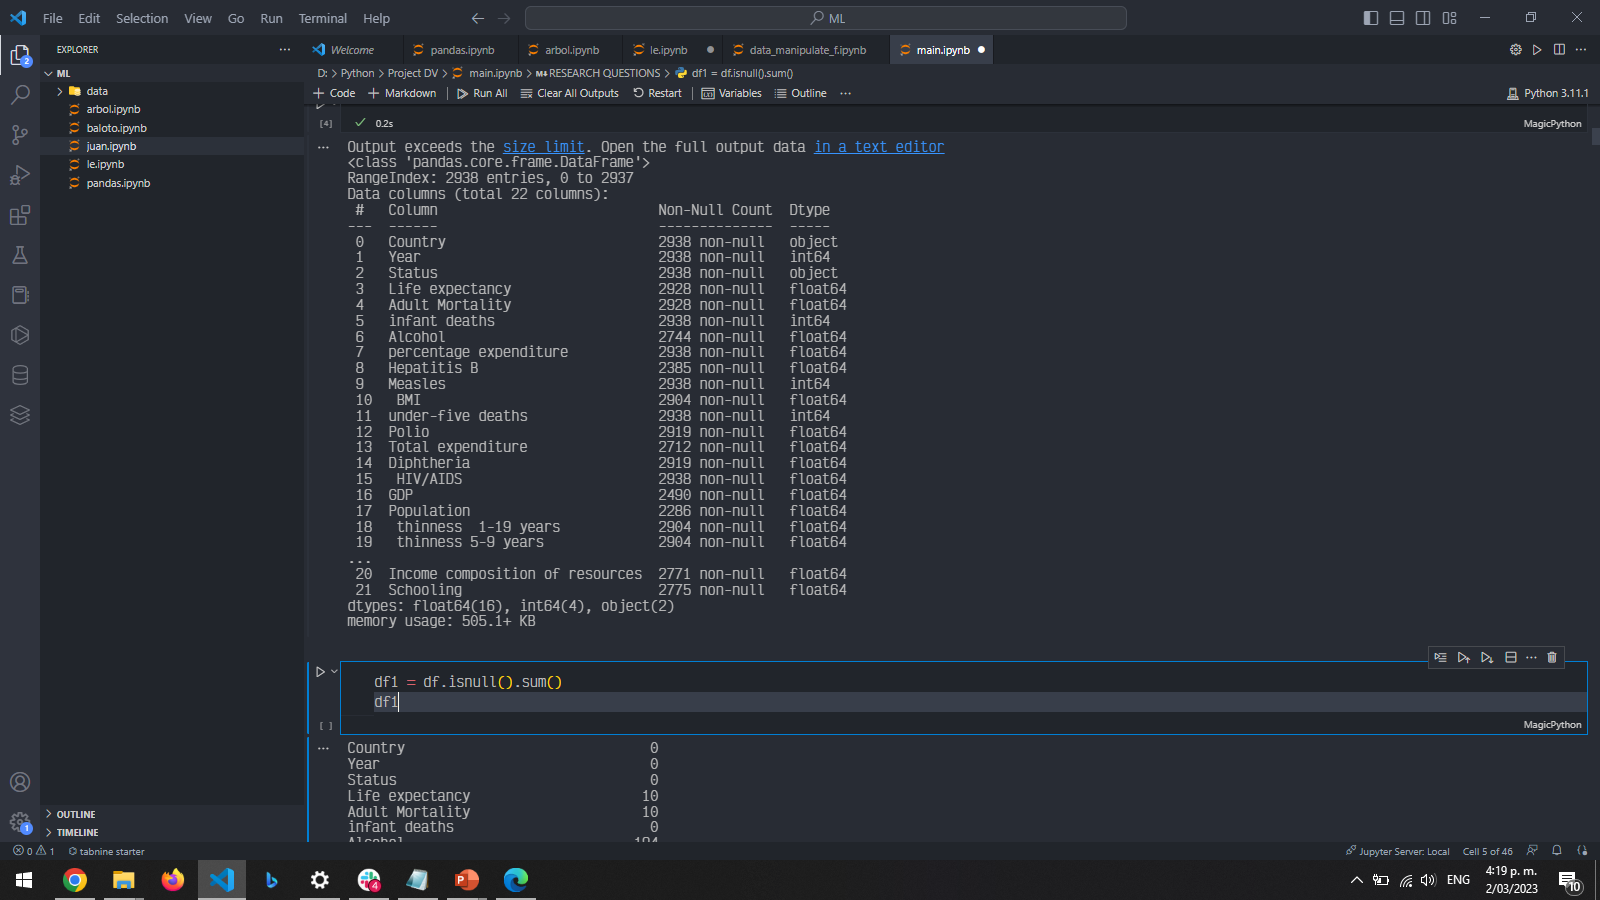 File Edit Selection View Go Run Terminal Help
ML
EXPLORER
Welcome pandas.ipynb arbol.ipynb le.ipynb data_manipulate_f.ipynb main.ipynb
ML
data
arbol.ipynb
baloto.ipynb
juan.ipynb
le.ipynb
pandas.ipynb
OUTLINE
TIMELINE
D: > Python > Project DV > main.ipynb > M↓RESEARCH QUESTIONS > df1 = df.isnull().sum()
+ Code + Markdown Run All Clear All Outputs Restart Variables Outline ... Python 3.11.1
[4] 0.2s MagicPython
Output exceeds the size limit. Open the full output data in a text editor
<class 'pandas.core.frame.DataFrame'>
RangeIndex: 2938 entries, 0 to 2937
Data columns (total 22 columns):
# Column Non-Null Count Dtype
--- ------ -------------- -----
0 Country 2938 non-null object
1 Year 2938 non-null int64
2 Status 2938 non-null object
3 Life expectancy 2928 non-null float64
4 Adult Mortality 2928 non-null float64
5 infant deaths 2938 non-null int64
6 Alcohol 2744 non-null float64
7 percentage expenditure 2938 non-null float64
8 Hepatitis B 2385 non-null float64
9 Measles 2938 non-null int64
10 BMI 2904 non-null float64
11 under-five deaths 2938 non-null int64
12 Polio 2919 non-null float64
13 Total expenditure 2712 non-null float64
14 Diphtheria 2919 non-null float64
15 HIV/AIDS 2938 non-null float64
16 GDP 2490 non-null float64
17 Population 2286 non-null float64
18 thinness 1-19 years 2904 non-null float64
19 thinness 5-9 years 2904 non-null float64
...
20 Income composition of resources 2771 non-null float64
21 Schooling 2775 non-null float64
dtypes: float64(16), int64(4), object(2)
memory usage: 505.1+ KB
df1 = df.isnull().sum()
df1
[ ] MagicPython
Country 0
Year 0
Status 0
Life expectancy 10
Adult Mortality 10
infant deaths 0
Alcohol 194
0 1 tabnine starter Jupyter Server: Local Cell 5 of 46
ENG 4:19 p. m.
2/03/2023
10